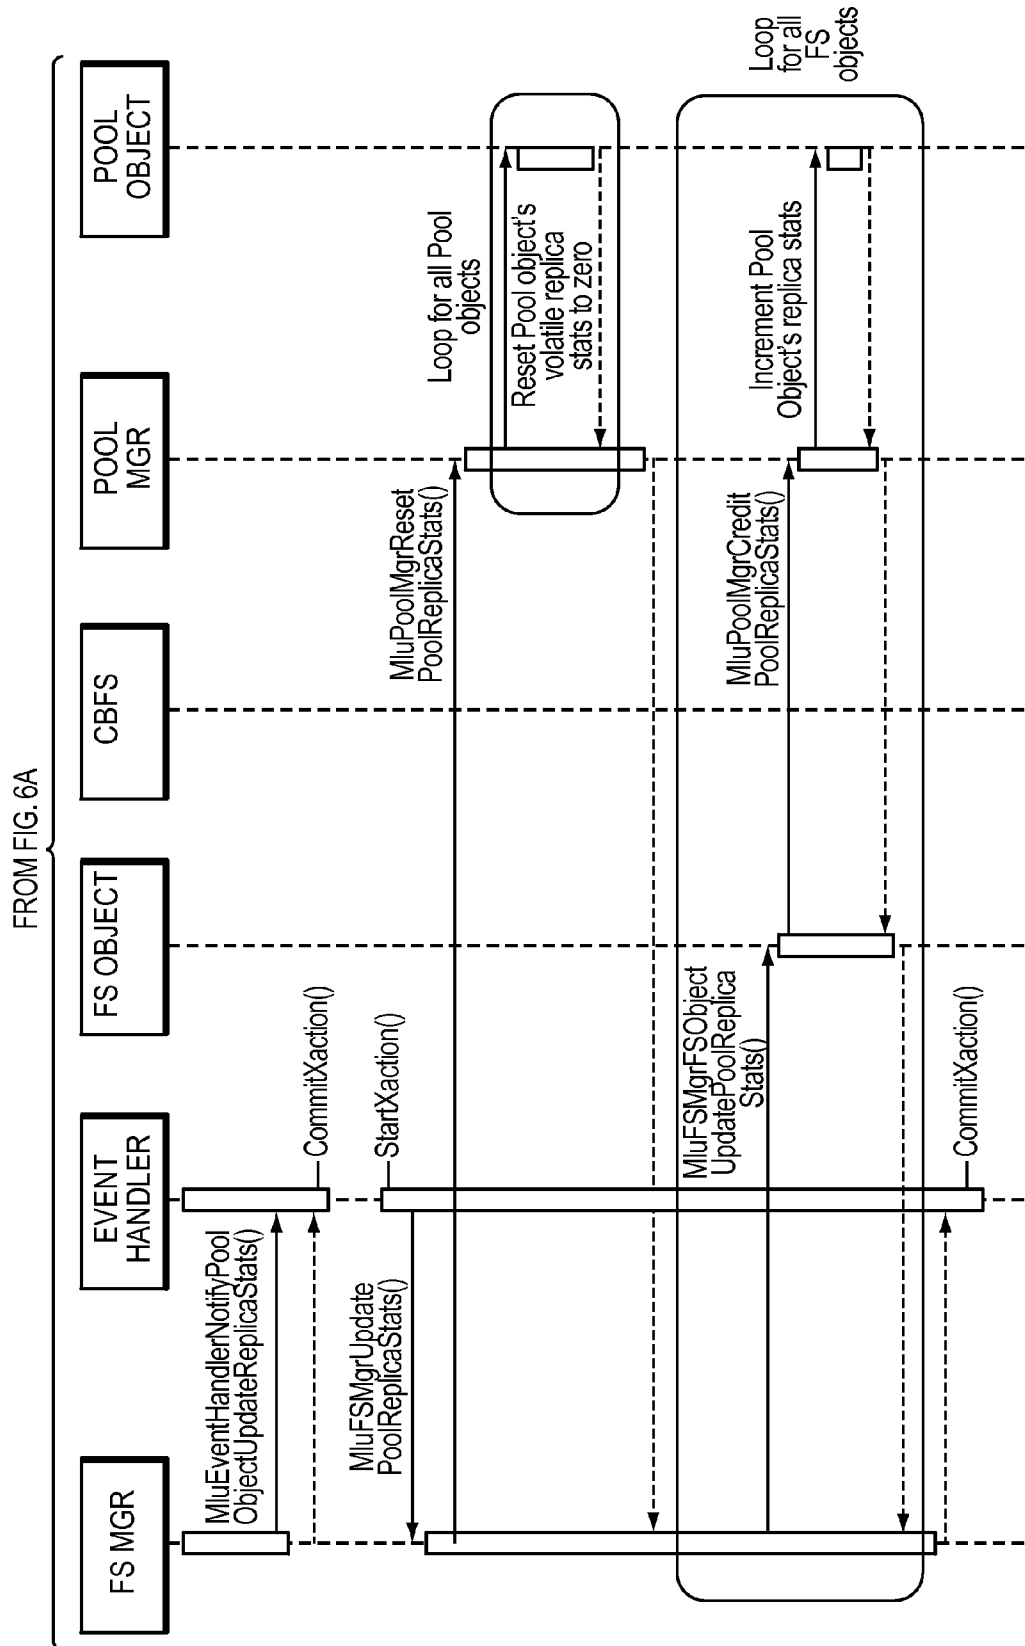 FROM FIG. 6A
FS MGR
EVENT
HANDLER
FS OBJECT
CBFS
POOL
MGR
POOL
OBJECT
MluEventHandlerNotifyPool
ObjectUpdateReplicaStats()
CommitXaction()
StartXaction()
MluFSMgrUpdate
PoolReplicaStats()
MluPoolMgrReset
PoolReplicaStats()
Loop for all Pool
objects
Reset Pool object's
volatile replica
stats to zero
MluFSMgrFSObject
UpdatePoolReplica
Stats()
MluPoolMgrCredit
PoolReplicaStats()
Increment Pool
Object's replica stats
Loop
for all
FS
objects
CommitXaction()